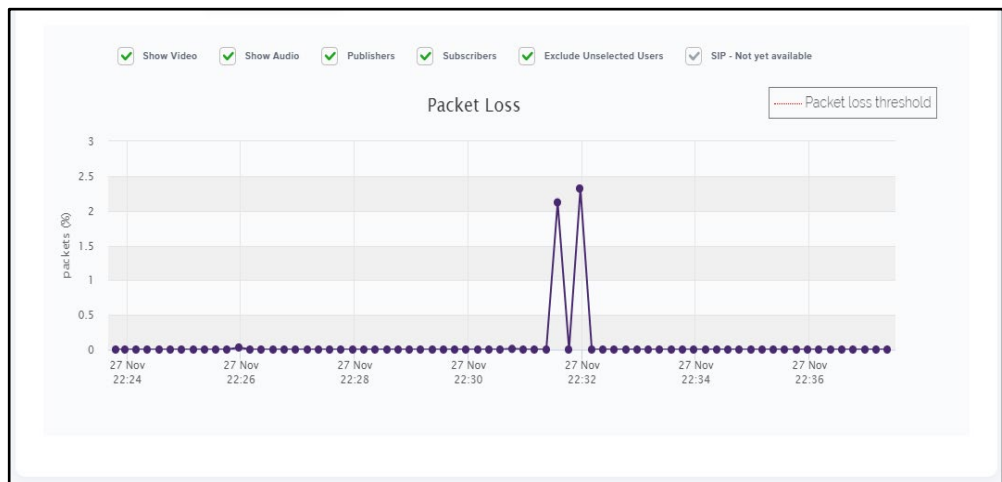 Show Video Show Audio Publishers Subscribers Exclude Unselected Users SIP - Not yet available
Packet Loss
Packet loss threshold
3
2.5
2
1.5
1
0.5
0
packets (%)
27 Nov 27 Nov 27 Nov 27 Nov 27 Nov 27 Nov 27 Nov
22:24 22:26 22:28 22:30 22:32 22:34 22:36